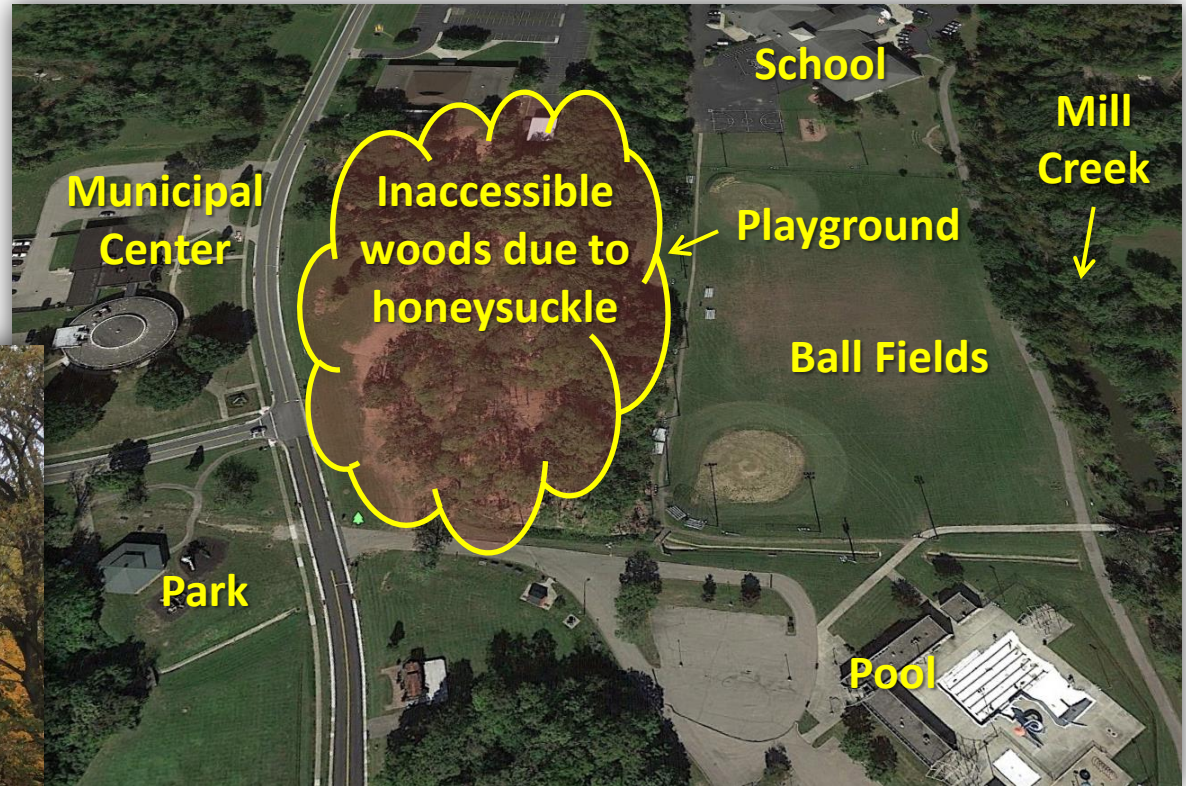 School
Mill
Creek
Municipal
Center
Inaccessible
woods due to
honeysuckle
Playground
Ball Fields
Park
Pool